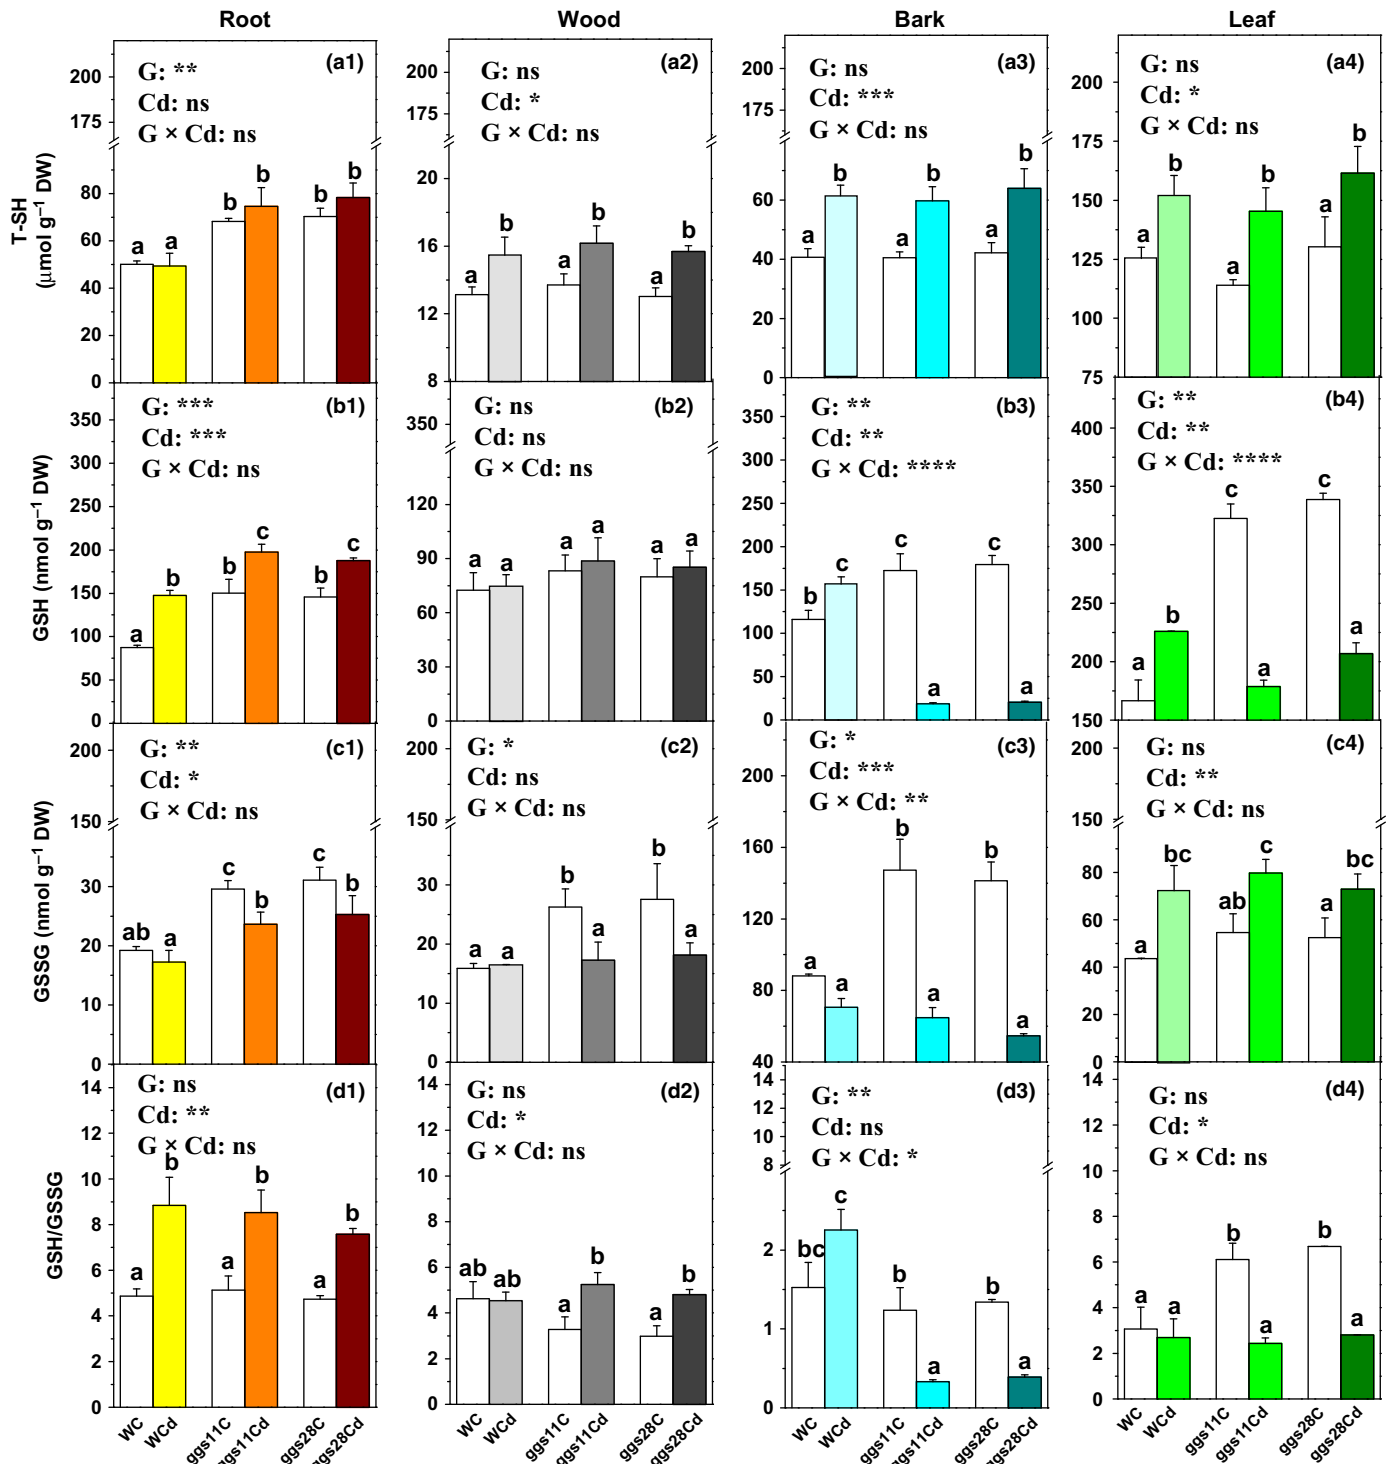 Root Wood Bark Leaf
T-SH
(µmol g⁻¹ DW)
(a1)
G: **
Cd: ns
G × Cd: ns
200
175
80
60
40
20
0
a a b b b b
(a2)
G: ns
Cd: *
G × Cd: ns
200
175
20
16
12
8
a b a b a b
(a3)
G: ns
Cd: ***
G × Cd: ns
200
175
60
40
20
0
a b a b a b
(a4)
G: ns
Cd: *
G × Cd: ns
200
175
150
125
100
75
a b a b a b
GSH (nmol g⁻¹ DW)
(b1)
G: ***
Cd: ***
G × Cd: ns
350
300
250
200
150
100
50
0
a b b c b c
(b2)
G: ns
Cd: ns
G × Cd: ns
350
120
90
60
30
0
a a a a a a
(b3)
G: **
Cd: **
G × Cd: ****
350
300
250
200
150
100
50
0
b c c a c a
(b4)
G: **
Cd: **
G × Cd: ****
400
350
300
250
200
150
a b c a c a
GSSG (nmol g⁻¹ DW)
(c1)
G: **
Cd: *
G × Cd: ns
200
150
30
20
10
0
ab a c b c b
(c2)
G: *
Cd: ns
G × Cd: ns
200
150
30
20
10
0
a a b a b a
(c3)
G: *
Cd: ***
G × Cd: **
200
160
120
80
40
a a b a b a
(c4)
G: ns
Cd: **
G × Cd: ns
200
150
80
60
40
20
0
a bc ab c a bc
GSH/GSSG
(d1)
G: ns
Cd: **
G × Cd: ns
14
12
10
8
6
4
2
0
a b a b a b
WC WCd ggs11C ggs11Cd ggs28C ggs28Cd
(d2)
G: ns
Cd: *
G × Cd: ns
14
12
10
8
6
4
2
0
ab ab a b a b
WC WCd ggs11C ggs11Cd ggs28C ggs28Cd
(d3)
G: **
Cd: ns
G × Cd: *
14
12
10
8
2
1
0
bc c b a b a
WC WCd ggs11C ggs11Cd ggs28C ggs28Cd
(d4)
G: ns
Cd: *
G × Cd: ns
14
12
10
8
6
4
2
0
a a b a b a
WC WCd ggs11C ggs11Cd ggs28C ggs28Cd